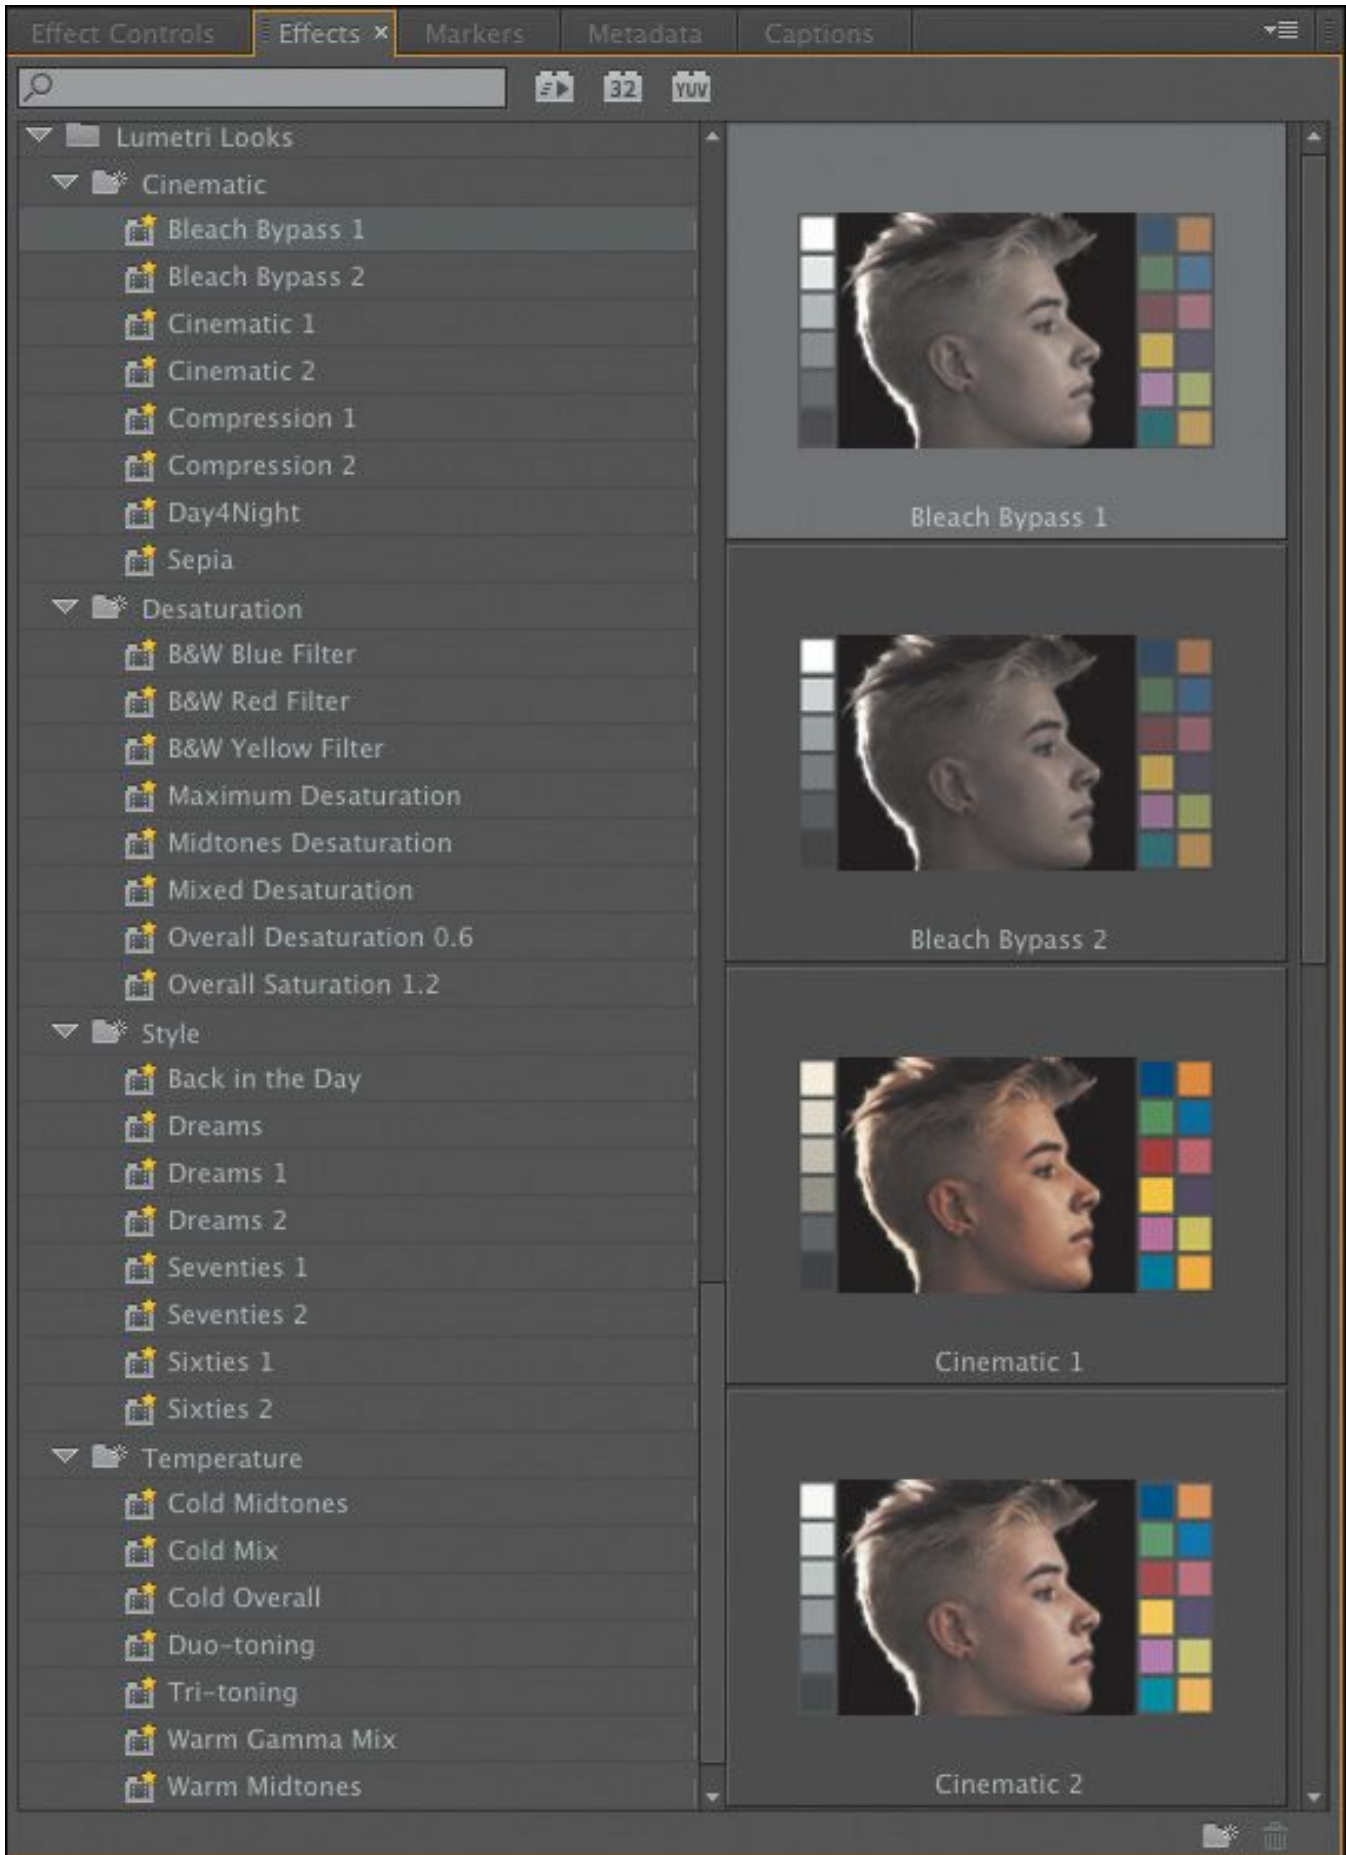 Effect Controls
Effects ×
Markers
Metadata
Captions
32
YUV
Lumetri Looks
Cinematic
Bleach Bypass 1
Bleach Bypass 2
Cinematic 1
Cinematic 2
Compression 1
Compression 2
Day4Night
Sepia
Desaturation
B&W Blue Filter
B&W Red Filter
B&W Yellow Filter
Maximum Desaturation
Midtones Desaturation
Mixed Desaturation
Overall Desaturation 0.6
Overall Saturation 1.2
Style
Back in the Day
Dreams
Dreams 1
Dreams 2
Seventies 1
Seventies 2
Sixties 1
Sixties 2
Temperature
Cold Midtones
Cold Mix
Cold Overall
Duo-toning
Tri-toning
Warm Gamma Mix
Warm Midtones
Bleach Bypass 1
Bleach Bypass 2
Cinematic 1
Cinematic 2